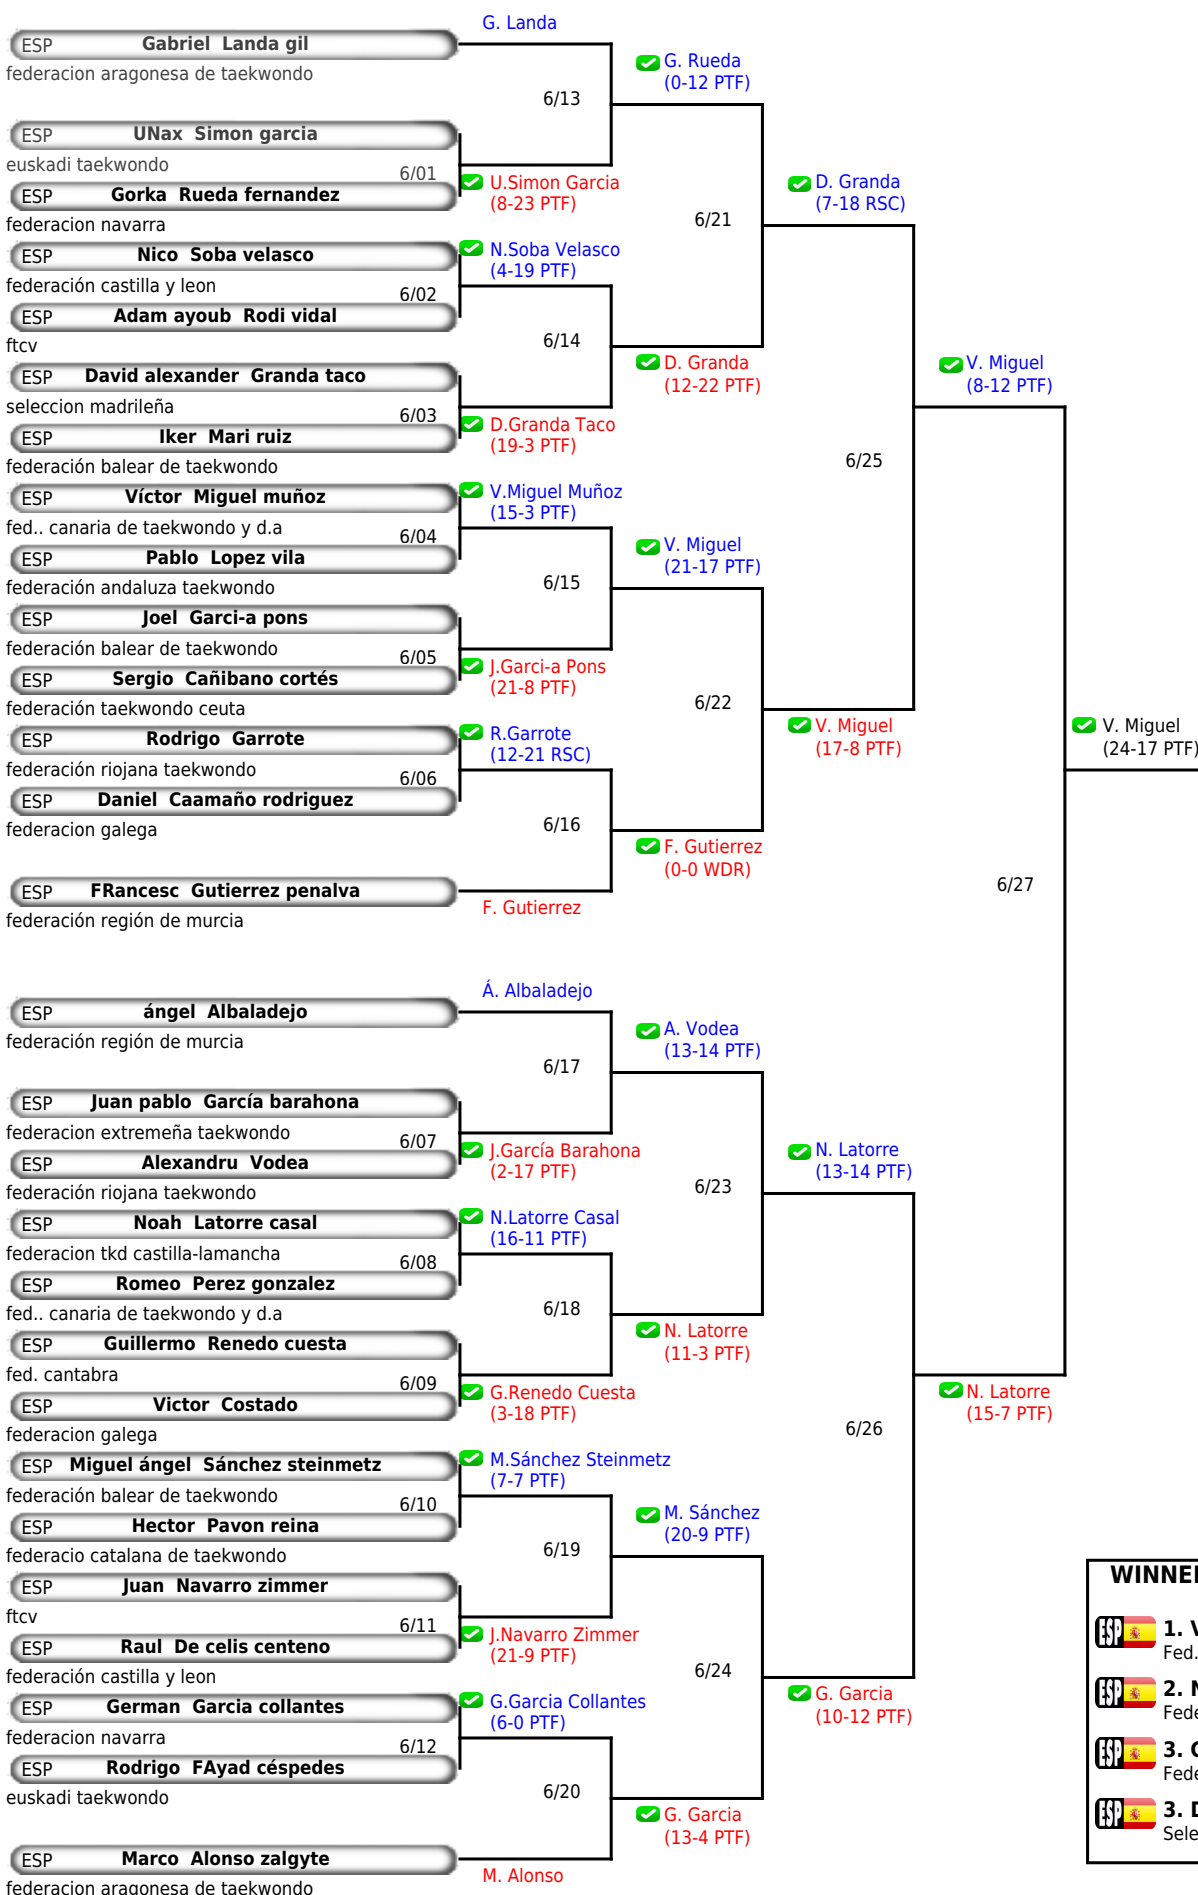 G. Landa
ESP Gabriel Landa gil
federacion aragonesa de taekwondo
G. Rueda
(0-12 PTF)
6/13
ESP UNax Simon garcia
euskadi taekwondo
6/01
U.Simon Garcia
(8-23 PTF)
ESP Gorka Rueda fernandez
federacion navarra
D. Granda
(7-18 RSC)
6/21
ESP Nico Soba velasco
N.Soba Velasco
(4-19 PTF)
federación castilla y leon
6/02
ESP Adam ayoub Rodi vidal
ftcv
6/14
D. Granda
(12-22 PTF)
ESP David alexander Granda taco
seleccion madrileña
6/03
D.Granda Taco
(19-3 PTF)
ESP Iker Mari ruiz
federación balear de taekwondo
V. Miguel
(8-12 PTF)
6/25
ESP Víctor Miguel muñoz
V.Miguel Muñoz
(15-3 PTF)
fed.. canaria de taekwondo y d.a
6/04
ESP Pablo Lopez vila
federación andaluza taekwondo
V. Miguel
(21-17 PTF)
6/15
ESP Joel Garci-a pons
federación balear de taekwondo
6/05
J.Garci-a Pons
(21-8 PTF)
ESP Sergio Cañibano cortés
federación taekwondo ceuta
6/22
V. Miguel
(17-8 PTF)
V. Miguel
(24-17 PTF)
ESP Rodrigo Garrote
R.Garrote
(12-21 RSC)
federación riojana taekwondo
6/06
ESP Daniel Caamaño rodriguez
federacion galega
6/16
F. Gutierrez
(0-0 WDR)
ESP FRancesc Gutierrez penalva
F. Gutierrez
federación región de murcia
6/27
Á. Albaladejo
ESP ángel Albaladejo
federación región de murcia
A. Vodea
(13-14 PTF)
6/17
ESP Juan pablo García barahona
federacion extremeña taekwondo
6/07
J.García Barahona
(2-17 PTF)
ESP Alexandru Vodea
federación riojana taekwondo
N. Latorre
(13-14 PTF)
6/23
ESP Noah Latorre casal
N.Latorre Casal
(16-11 PTF)
federacion tkd castilla-lamancha
6/08
ESP Romeo Perez gonzalez
fed.. canaria de taekwondo y d.a
6/18
N. Latorre
(11-3 PTF)
ESP Guillermo Renedo cuesta
fed. cantabra
6/09
G.Renedo Cuesta
(3-18 PTF)
ESP Victor Costado
federacion galega
N. Latorre
(15-7 PTF)
6/26
ESP Miguel ángel Sánchez steinmetz
M.Sánchez Steinmetz
(7-7 PTF)
federación balear de taekwondo
6/10
ESP Hector Pavon reina
federacio catalana de taekwondo
M. Sánchez
(20-9 PTF)
6/19
ESP Juan Navarro zimmer
ftcv
6/11
J.Navarro Zimmer
(21-9 PTF)
ESP Raul De celis centeno
federación castilla y leon
6/24
G. Garcia
(10-12 PTF)
ESP German Garcia collantes
G.Garcia Collantes
(6-0 PTF)
federacion navarra
6/12
ESP Rodrigo FAyad céspedes
euskadi taekwondo
6/20
G. Garcia
(13-4 PTF)
ESP Marco Alonso zalgyte
M. Alonso
federacion aragonesa de taekwondo
ESP 1.
Fed.
ESP 2.
ESP 3.
ESP 3.